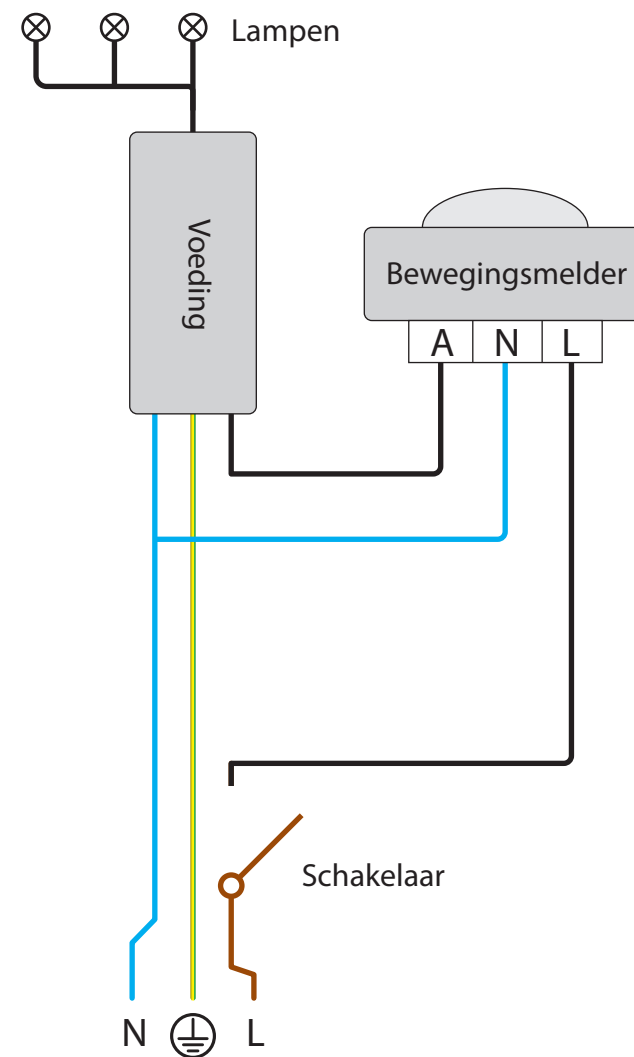 Lampen
Voeding
Bewegingsmelder
A N L
Schakelaar
N L